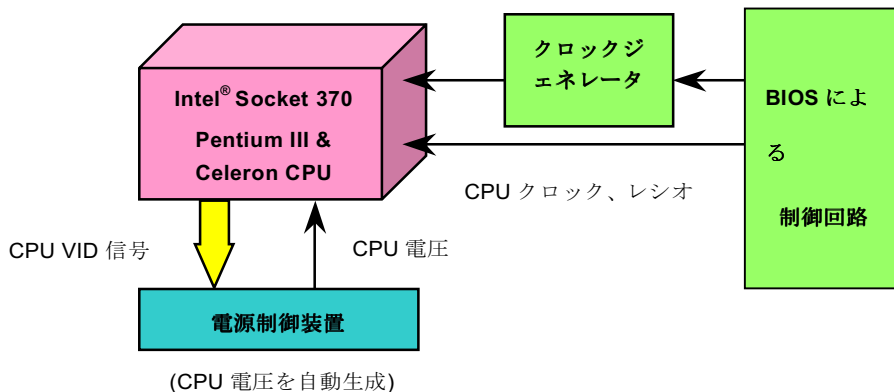 Intel® Socket 370
Pentium III &
Celeron CPU
クロックジ
ェネレータ
BIOS によ
る
制御回路
CPU クロック、レシオ
CPU VID 信号
CPU 電圧
電源制御装置
(CPU 電圧を自動生成)